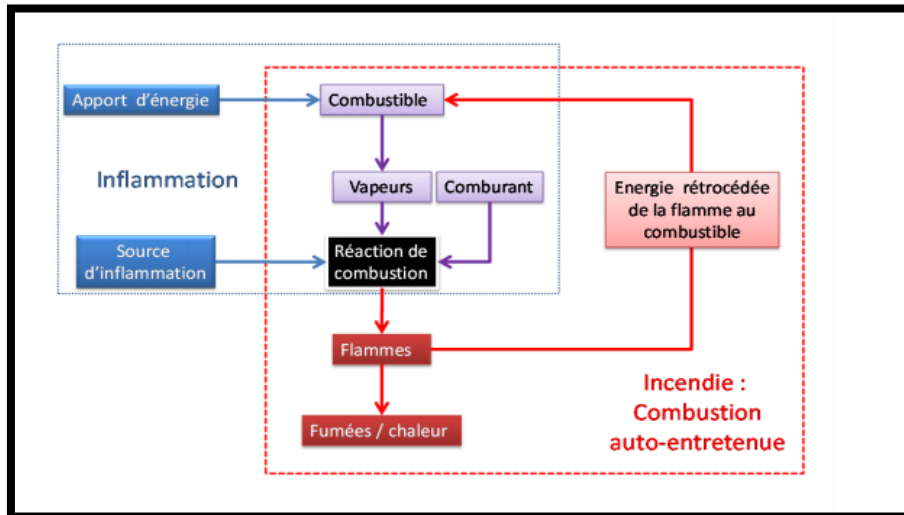 Apport d'énergie
Combustible
Inflammation
Vapeurs
Comburant
Energie rétrocédée
de la flamme au
combustible
Source
d'inflammation
Réaction de
combustion
Flammes
Incendie :
Combustion
auto-entretenue
Fumées / chaleur